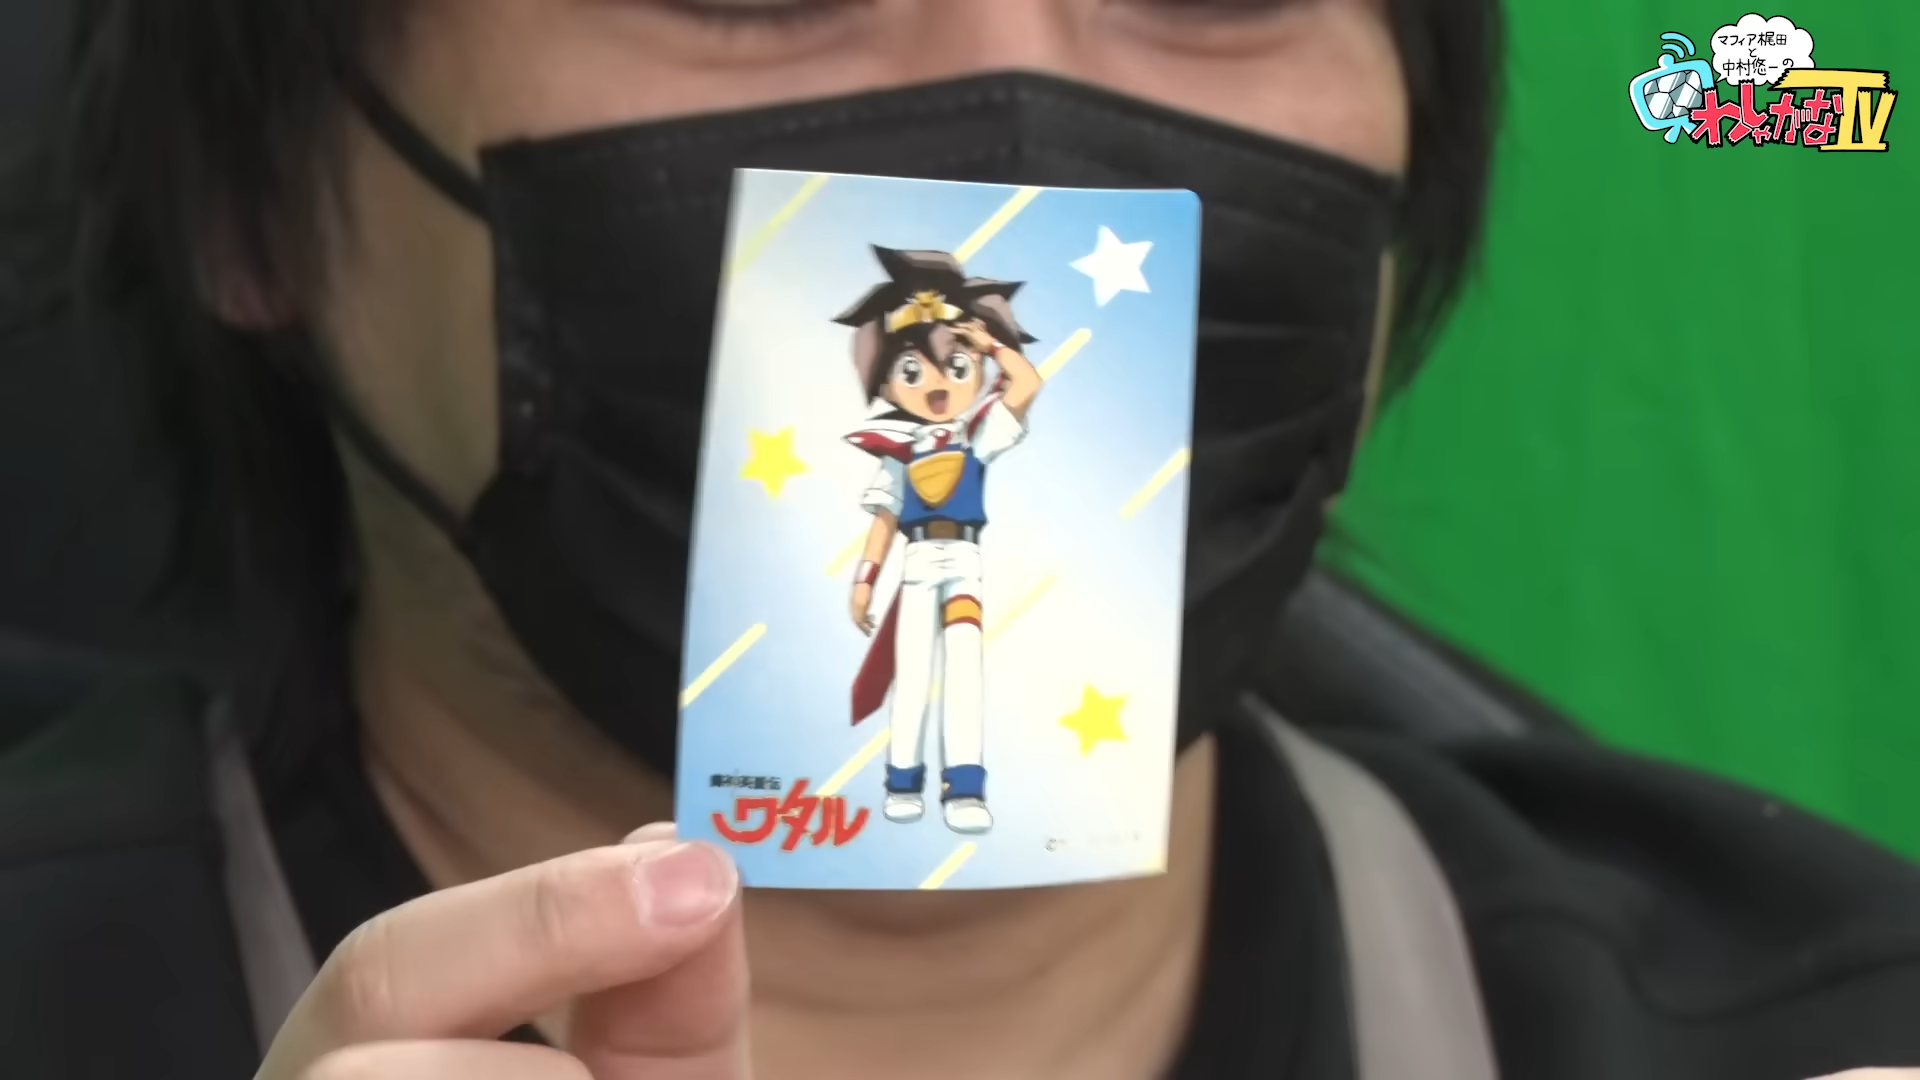 マフィア梶田
と
中村悠一の
わしゃがなTV
魔神英雄伝
ワタル